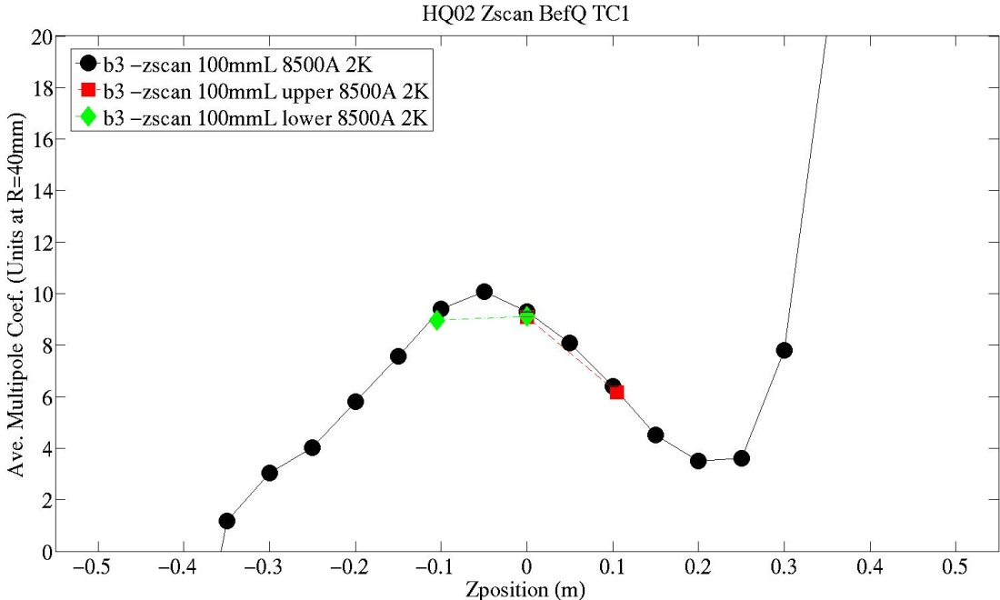 HQ02 Zscan BefQ TC1
b3 −zscan 100mmL 8500A 2K
b3 −zscan 100mmL upper 8500A 2K
b3 −zscan 100mmL lower 8500A 2K
Ave. Multipole Coef. (Units at R=40mm)
20
18
16
14
12
10
8
6
4
2
0
−0.5 −0.4 −0.3 −0.2 −0.1 0 0.1 0.2 0.3 0.4 0.5
Zposition (m)